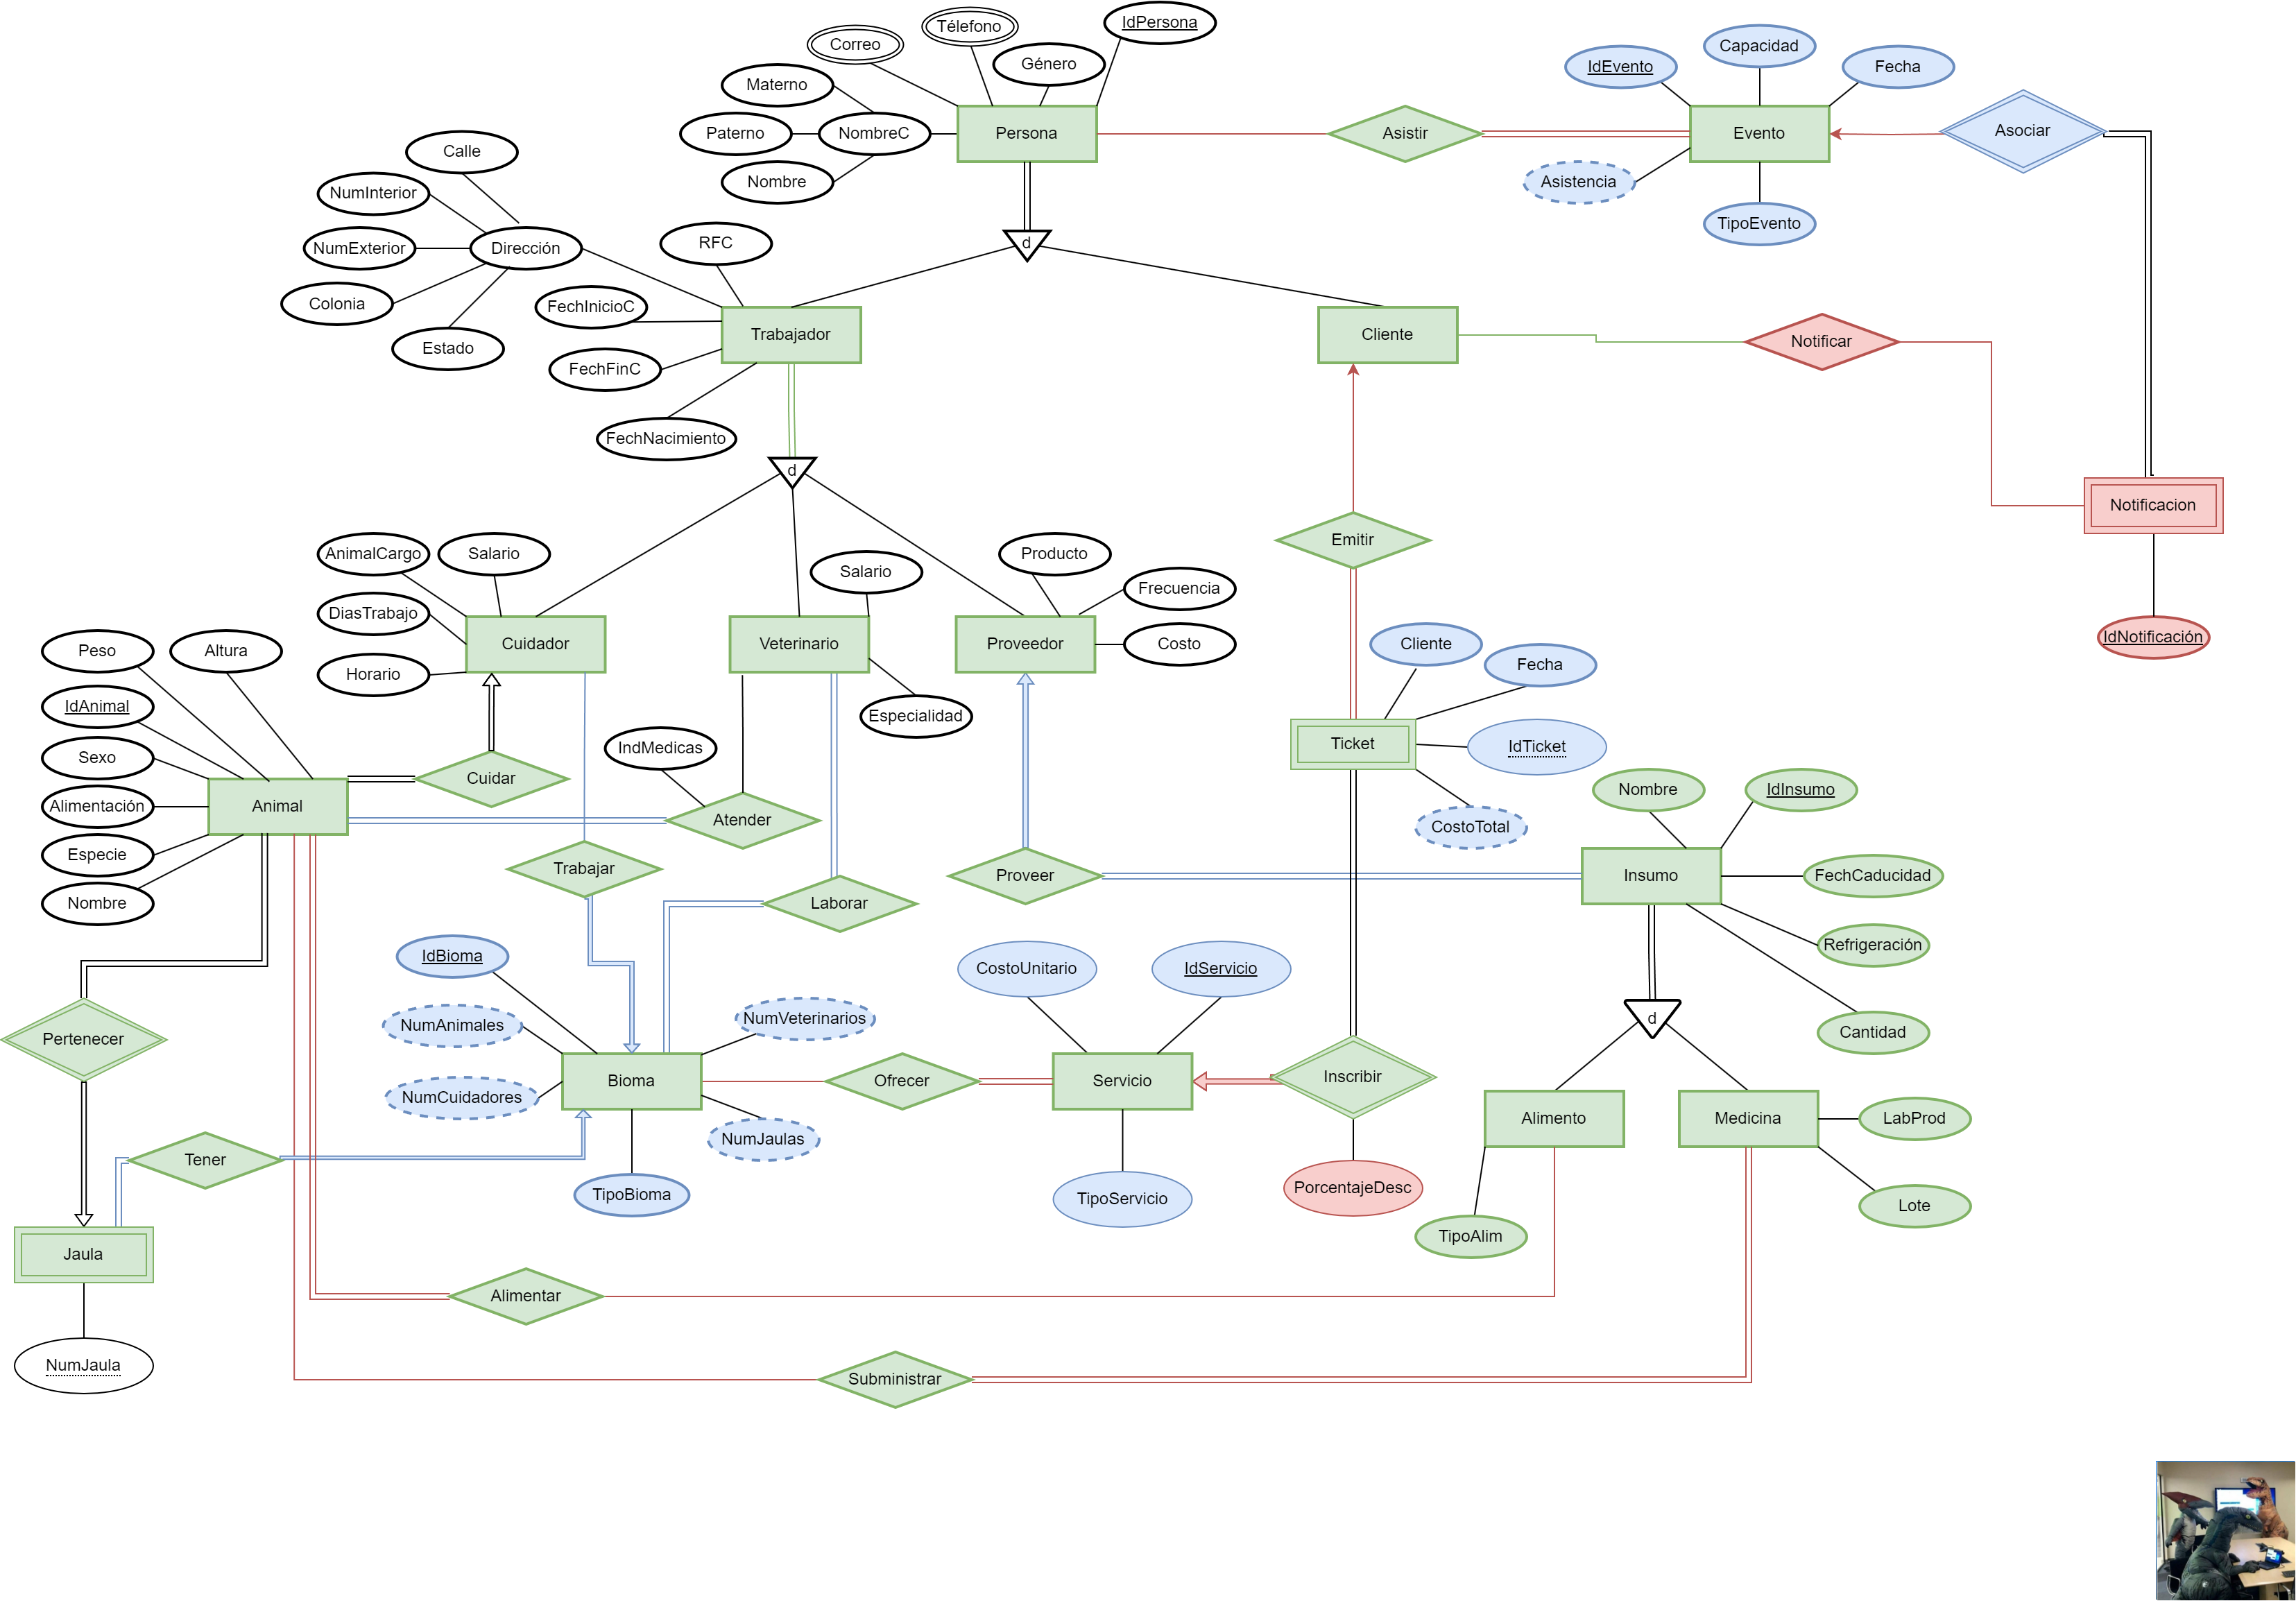 IdPersona
Télefono
Correo
Género
Materno
Paterno
NombreC
Nombre
Persona
Asistir
IdEvento
Capacidad
Fecha
Evento
Asociar
Asistencia
TipoEvento
Calle
NumInterior
NumExterior
Dirección
Colonia
Estado
RFC
FechInicioC
FechFinC
FechNacimiento
d
Trabajador
Cliente
Notificar
d
Notificacion
IdNotificación
Emitir
AnimalCargo
Salario
DiasTrabajo
Horario
Cuidador
Salario
Veterinario
Especialidad
Producto
Frecuencia
Costo
Proveedor
Cliente
Fecha
Ticket
IdTicket
CostoTotal
Peso
Altura
IdAnimal
Sexo
Alimentación
Especie
Nombre
Animal
Cuidar
IndMedicas
Atender
Trabajar
Laborar
Proveer
Nombre
IdInsumo
Insumo
FechCaducidad
Refrigeración
Cantidad
d
IdBioma
NumAnimales
NumVeterinarios
NumCuidadores
Bioma
NumJaulas
TipoBioma
Ofrecer
CostoUnitario
IdServicio
Servicio
TipoServicio
Inscribir
PorcentajeDesc
Alimento
Medicina
LabProd
Lote
TipoAlim
Pertenecer
Tener
Jaula
NumJaula
Alimentar
Subministrar